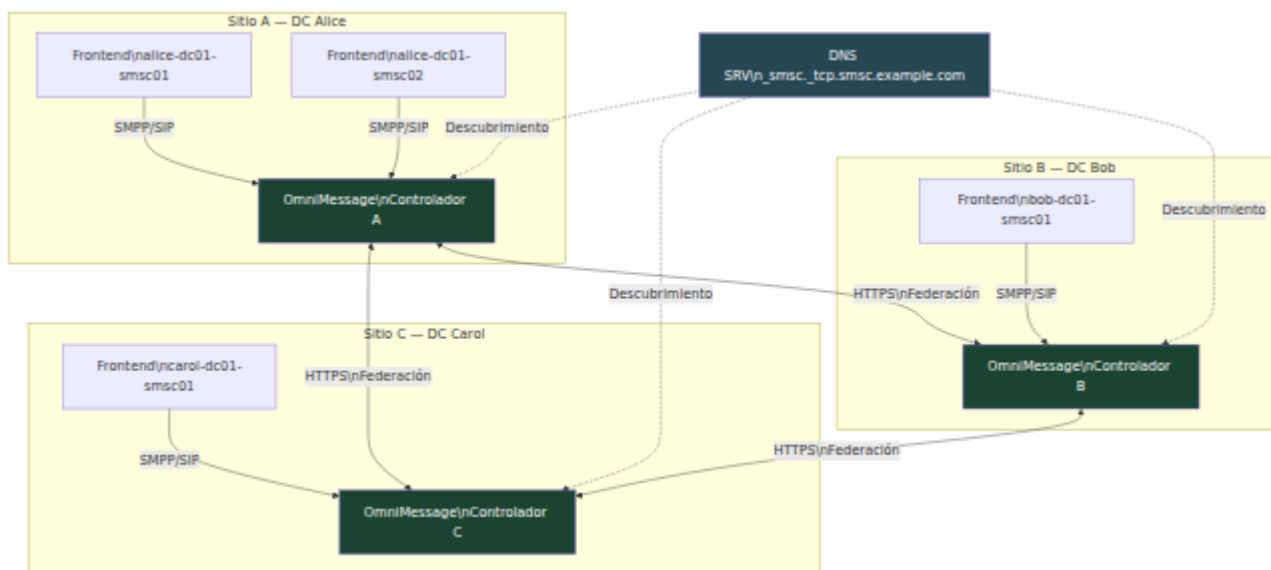 Sitio A — DC Alice
Frontend\nalice-dc01-
smsc01
Frontend\nalice-dc01-
smsc02
DNS
SRV\n_smsc._tcp.smsc.example.com
SMPP/SIP
SMPP/SIP
Descubrimiento
Sitio B — DC Bob
OmniMessage\nControlador
A
Frontend\nbob-dc01-
smsc01
Descubrimiento
Descubrimiento
HTTPS\nFederación
SMPP/SIP
Sitio C — DC Carol
Frontend\ncarol-dc01-
smsc01
HTTPS\nFederación
OmniMessage\nControlador
B
SMPP/SIP
HTTPS\nFederación
OmniMessage\nControlador
C